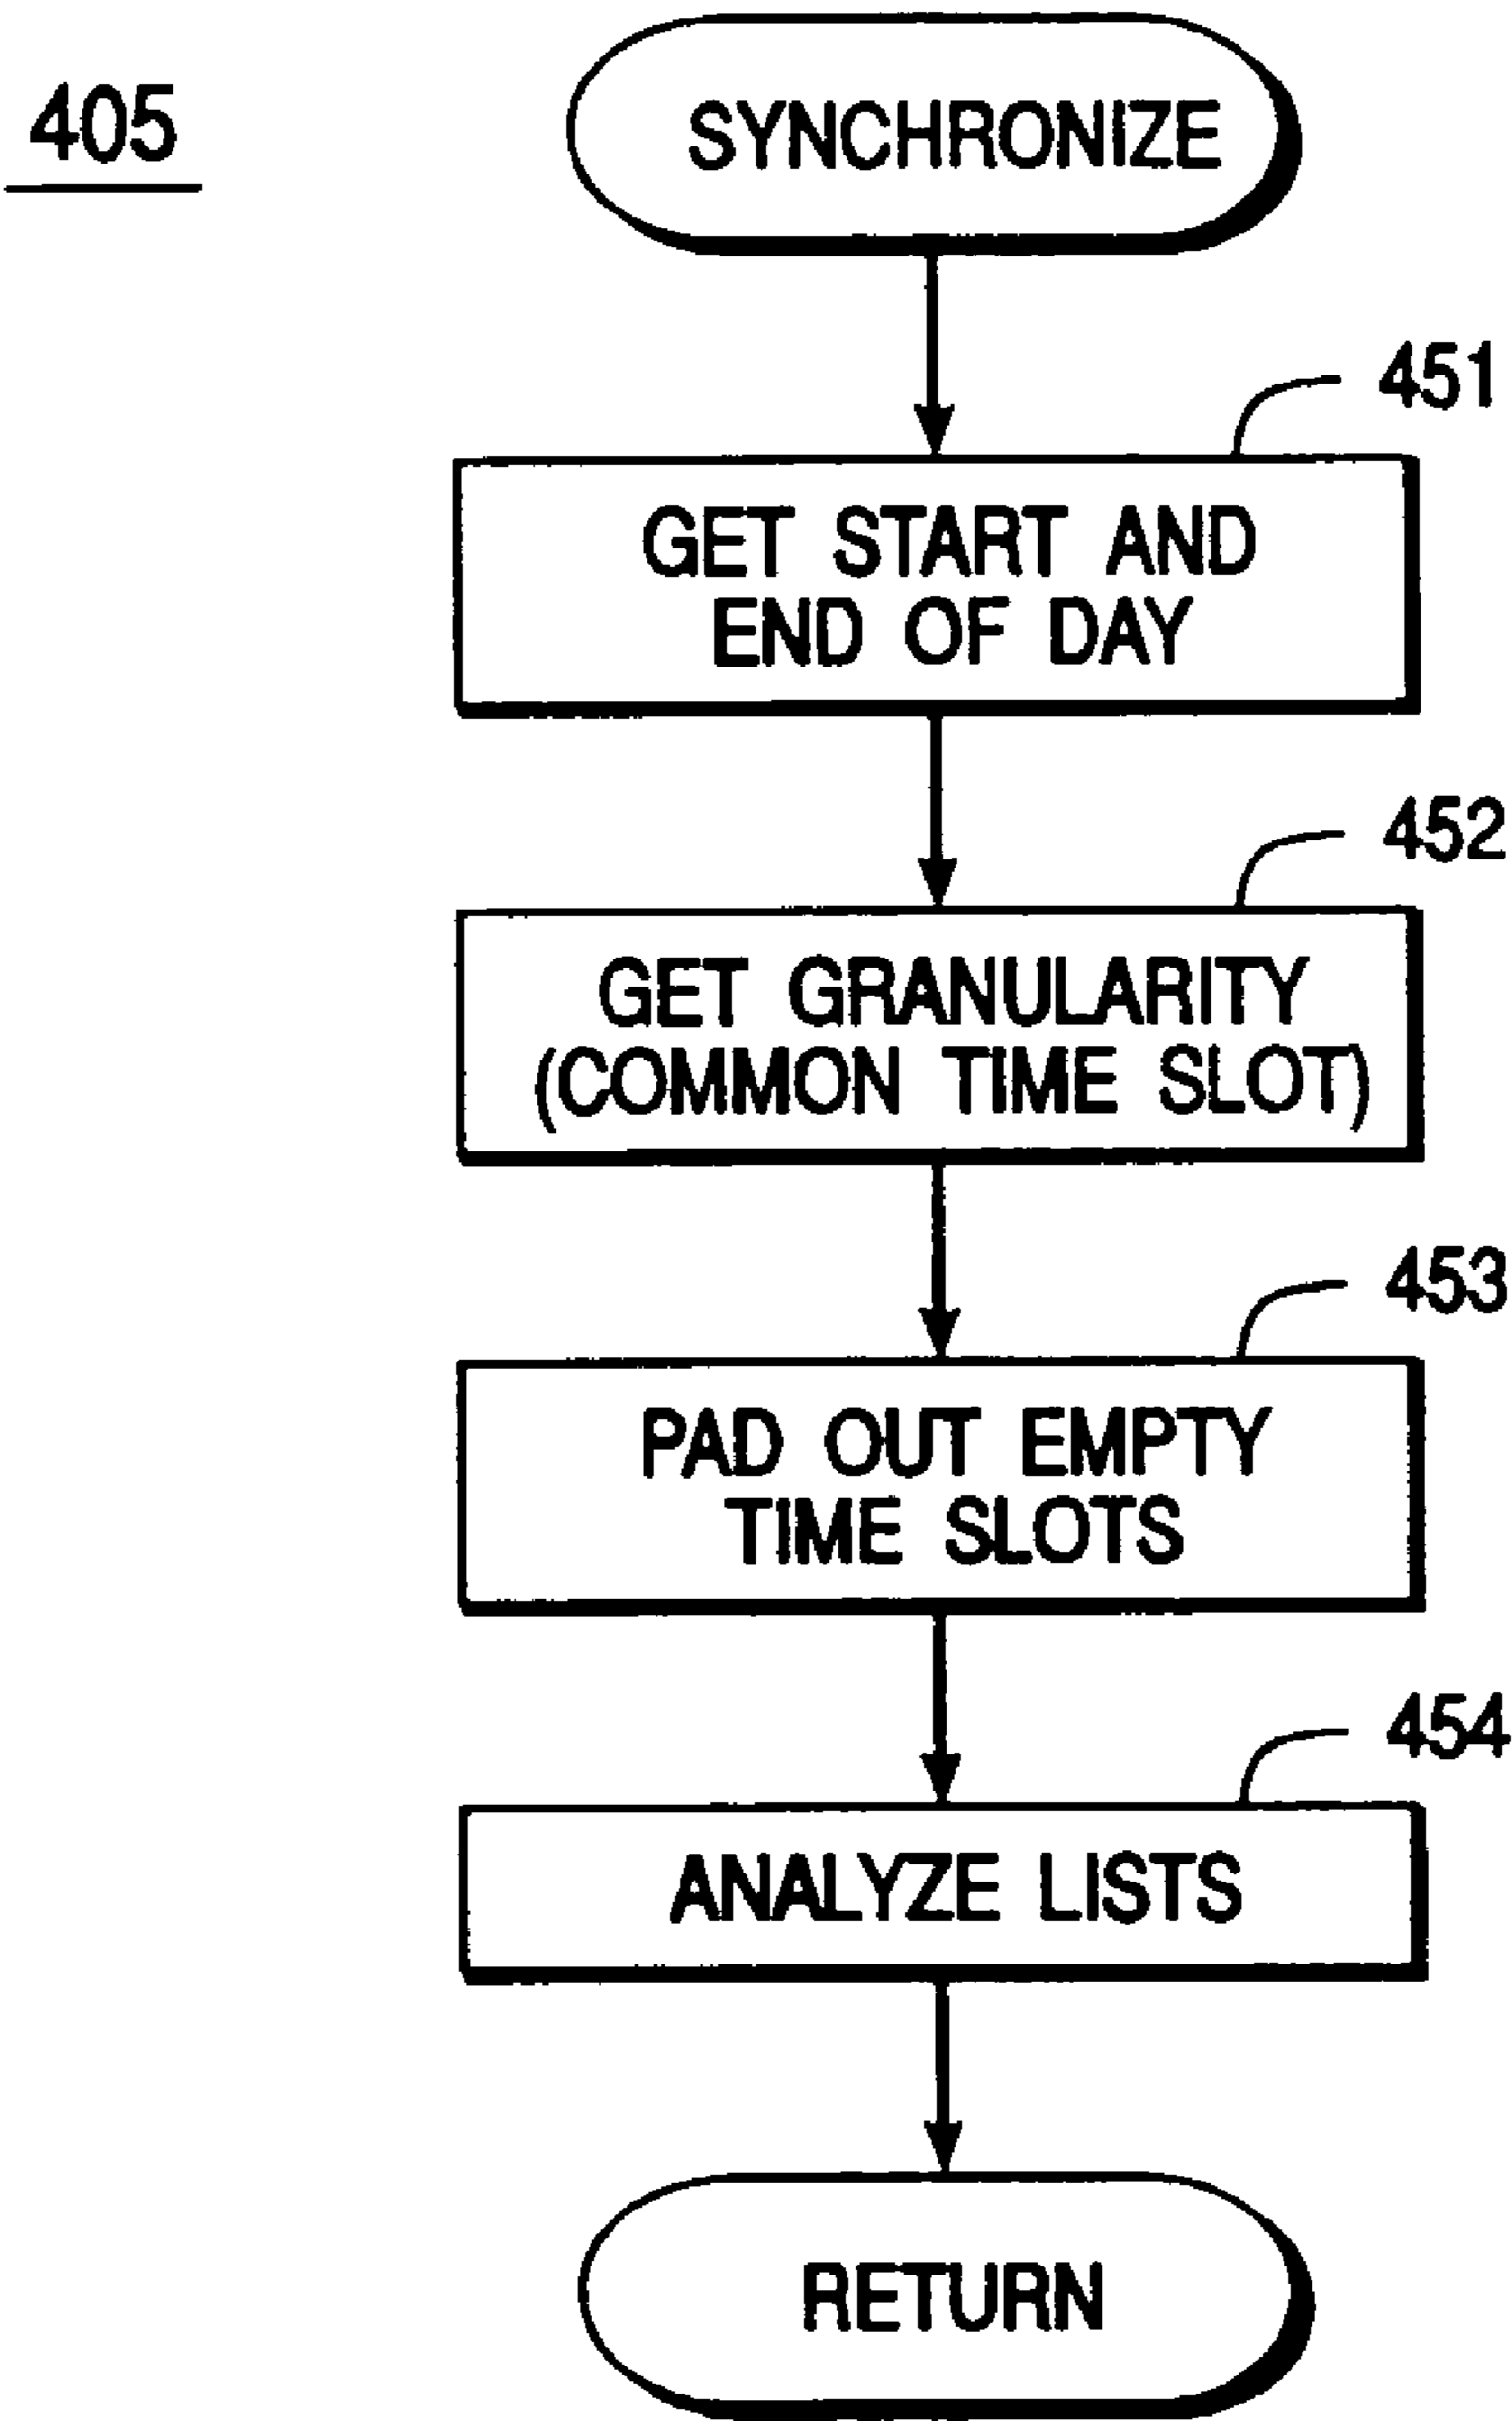 405
SYNCHRONIZE
451
GET START AND
END OF DAY
452
GET GRANULARITY
(COMMON TIME SLOT)
453
PAD OUT EMPTY
TIME SLOTS
454
ANALYZE LISTS
RETURN